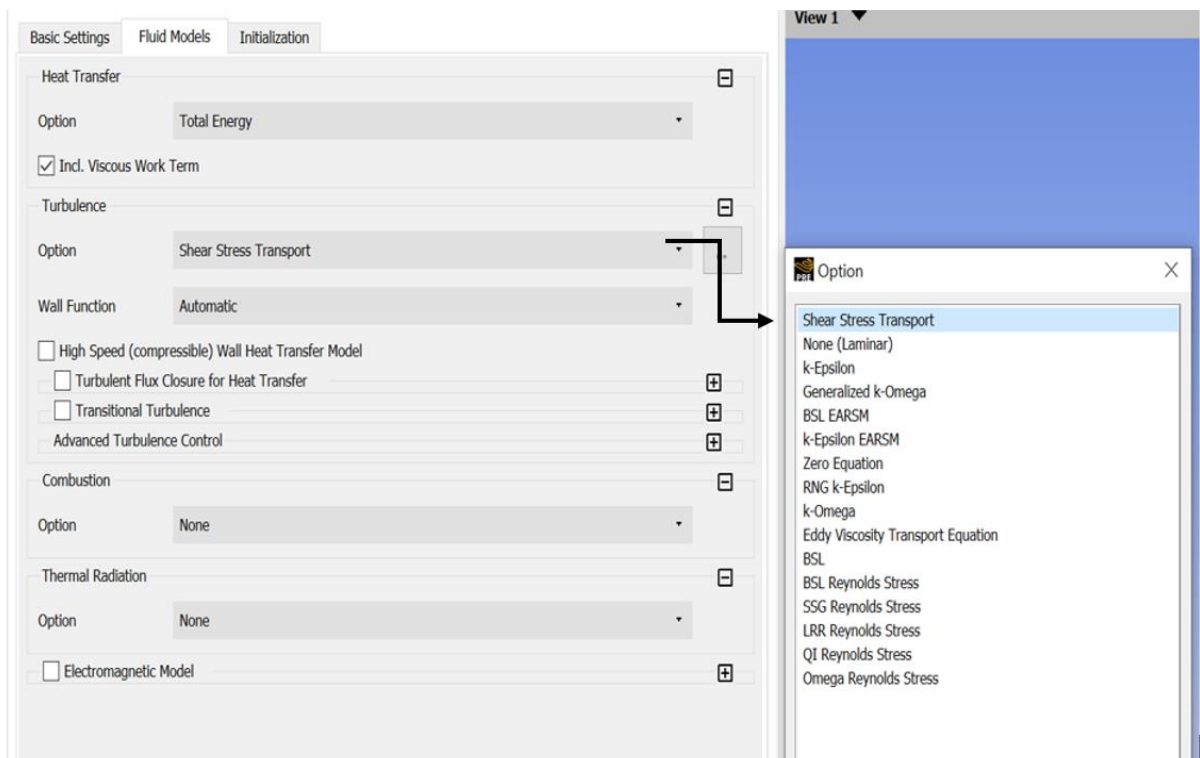 View 1
Basic Settings Fluid Models Initialization
Heat Transfer
Option Total Energy
Incl. Viscous Work Term
Turbulence
Option Shear Stress Transport
..
Wall Function Automatic
High Speed (compressible) Wall Heat Transfer Model
Turbulent Flux Closure for Heat Transfer
Transitional Turbulence
Advanced Turbulence Control
Combustion
Option None
Thermal Radiation
Option None
Electromagnetic Model
PRE Option
Shear Stress Transport
None (Laminar)
k-Epsilon
Generalized k-Omega
BSL EARSM
k-Epsilon EARSM
Zero Equation
RNG k-Epsilon
k-Omega
Eddy Viscosity Transport Equation
BSL
BSL Reynolds Stress
SSG Reynolds Stress
LRR Reynolds Stress
QI Reynolds Stress
Omega Reynolds Stress